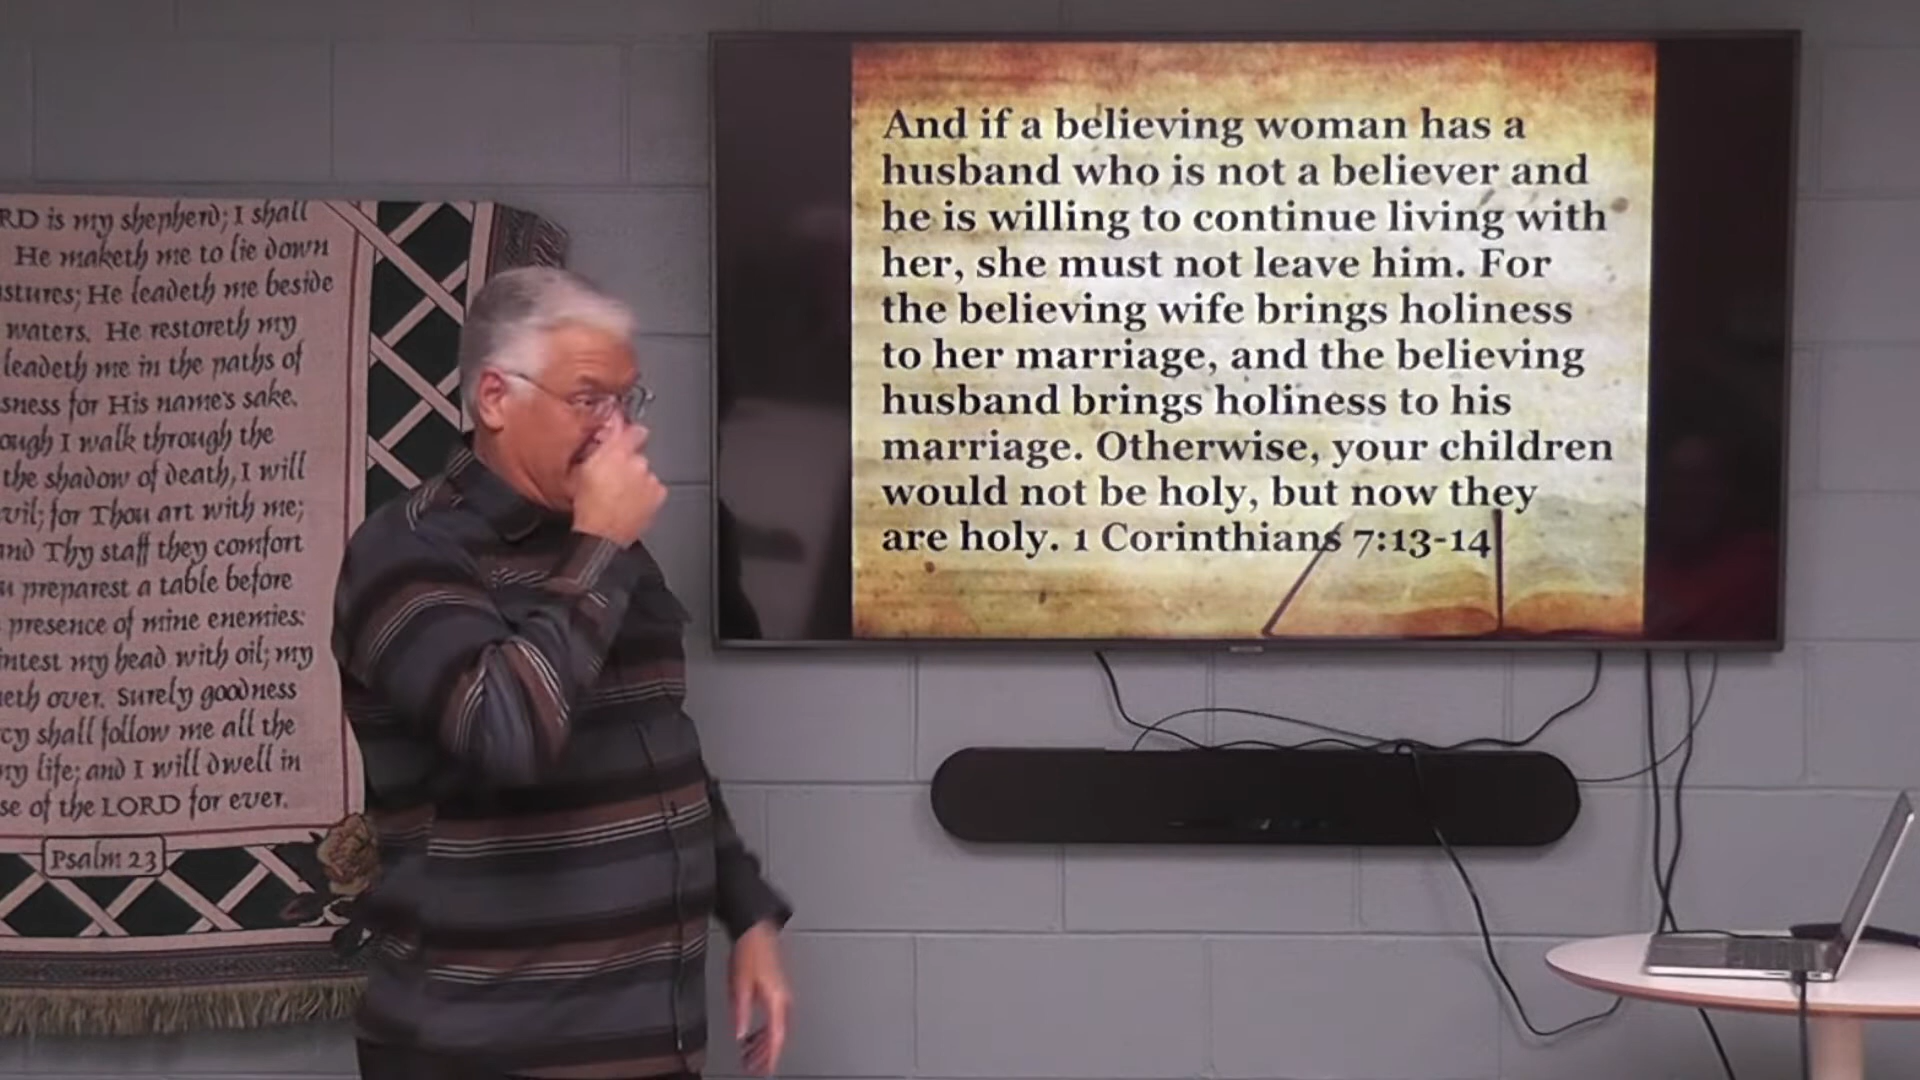 RD is my shepherd; I shall
He maketh me to lie down
stures; He leadeth me beside
waters. He restoreth my
leadeth me in the paths of
sness for His name's sake.
ough I walk through the
the shadow of death, I will
vil; for Thou art with me;
and Thy staff they comfort
u preparest a table before
presence of mine enemies:
intest my head with oil; my
eth over. Surely goodness
cy shall follow me all the
my life; and I will dwell in
se of the LORD for ever.
Psalm 23
And if a believing woman has a
husband who is not a believer and
he is willing to continue living with
her, she must not leave him. For
the believing wife brings holiness
to her marriage, and the believing
husband brings holiness to his
marriage. Otherwise, your children
would not be holy, but now they
are holy. 1 Corinthians 7:13-14